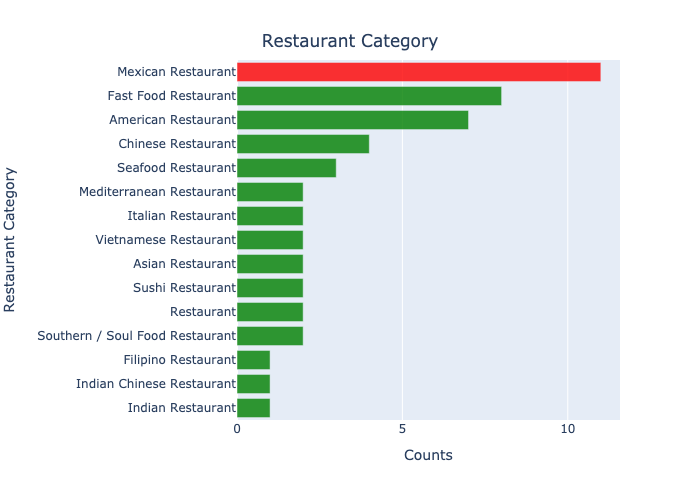 Restaurant Category
Mexican Restaurant
Fast Food Restaurant
American Restaurant
Chinese Restaurant
Seafood Restaurant
Mediterranean Restaurant
Italian Restaurant
Vietnamese Restaurant
Asian Restaurant
Sushi Restaurant
Restaurant
Southern / Soul Food Restaurant
Filipino Restaurant
Indian Chinese Restaurant
Indian Restaurant
Restaurant Category
0 5 10
Counts